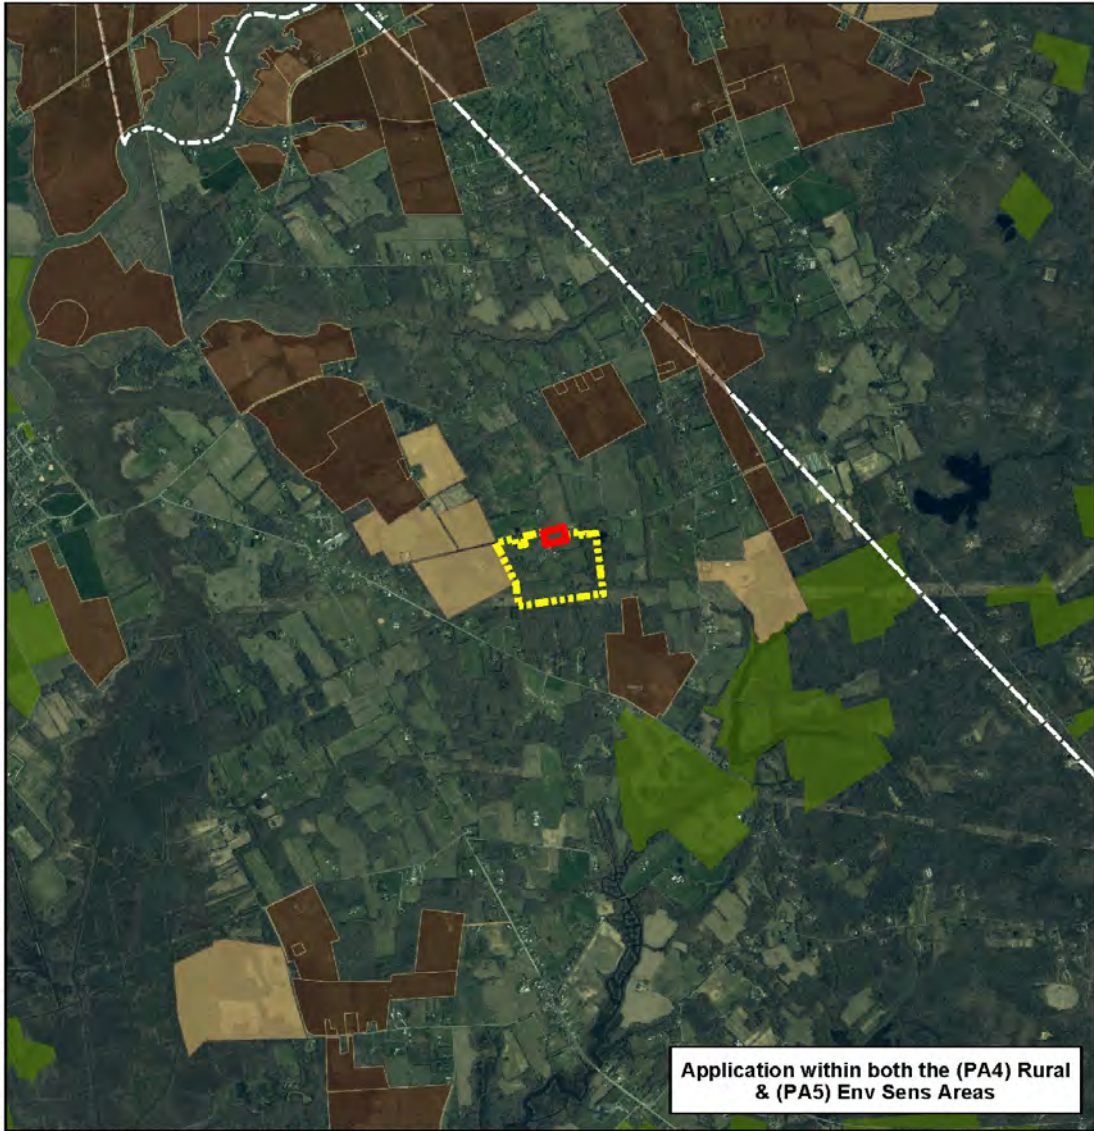 Application within both the (PA4) Rural
& (PA5) Env Sens Areas